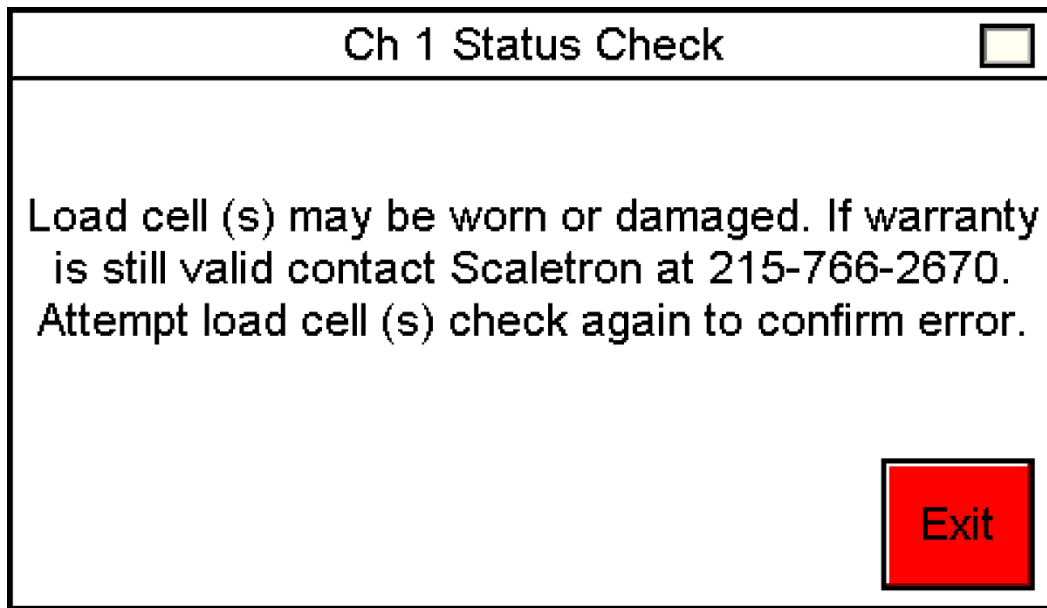 Ch 1 Status Check
Load cell (s) may be worn or damaged. If warranty
is still valid contact Scaletron at 215-766-2670.
Attempt load cell (s) check again to confirm error.
Exit